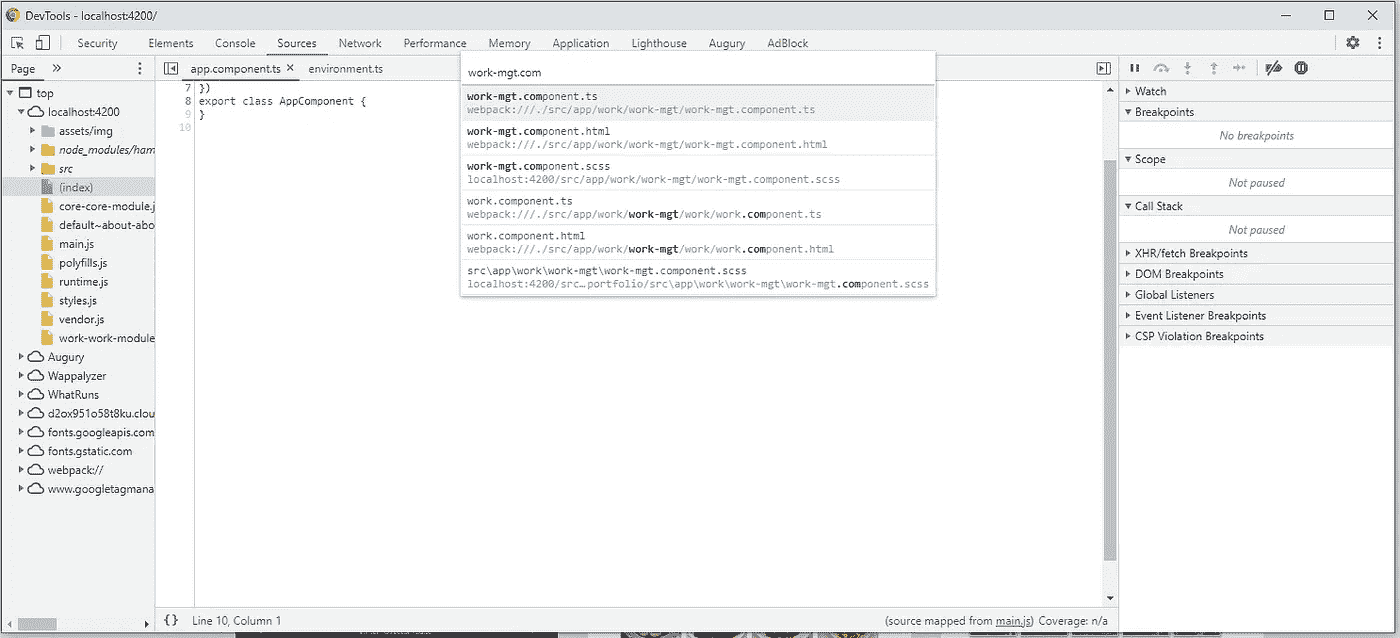 DevTools - localhost:4200/
Security Elements Console Sources Network Performance Memory Application Lighthouse Augury AdBlock
Page »
app.component.ts × environment.ts
top
localhost:4200
assets/img
node_modules/ham
src
(index)
core-core-module.j
default~about-abo
main.js
polyfills.js
runtime.js
styles.js
vendor.js
work-work-module
Augury
Wappalyzer
WhatRuns
d2ox951o58t8ku.clou
fonts.googleapis.com
fonts.gstatic.com
webpack://
www.googletagmana
7 })
8 export class AppComponent {
9 }
10
work-mgt.com
work-mgt.component.ts
webpack:///./src/app/work/work-mgt/work-mgt.component.ts
work-mgt.component.html
webpack:///./src/app/work/work-mgt/work-mgt.component.html
work-mgt.component.scss
localhost:4200/src/app/work/work-mgt/work-mgt.component.scss
work.component.ts
webpack:///./src/app/work/work-mgt/work/work.component.ts
work.component.html
webpack:///./src/app/work/work-mgt/work/work.component.html
src\app\work\work-mgt\work-mgt.component.scss
localhost:4200/src…portfolio/src\app\work\work-mgt\work-mgt.component.scss
Watch
Breakpoints
No breakpoints
Scope
Not paused
Call Stack
Not paused
XHR/fetch Breakpoints
DOM Breakpoints
Global Listeners
Event Listener Breakpoints
CSP Violation Breakpoints
{} Line 10, Column 1
(source mapped from main.js) Coverage: n/a